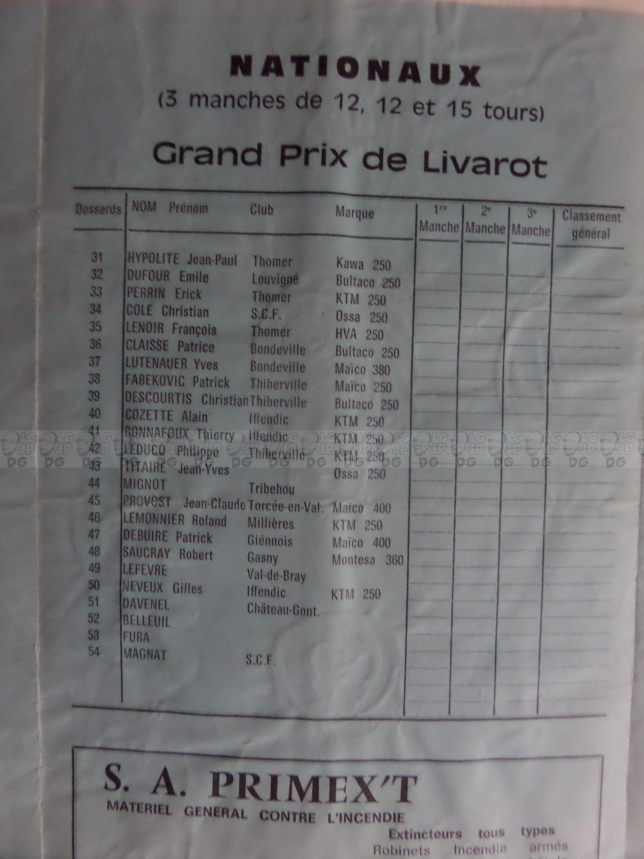 NATIONAUX
(3 manches de 12, 12 et 15 tours)
Grand Prix de Livarot
Dossards NOM Prénom Club Marque 1re Manche 2e Manche 3e Manche Classement général
31 HYPOLITE Jean-Paul Thomer Kawa 250
32 DUFOUR Emile Louvigné Bultaco 250
33 PERRIN Erick Thomer KTM 250
34 COLE Christian S.C.F. Ossa 250
35 LENOIR François Thomer HVA 250
36 CLAISSE Patrice Bondeville Bultaco 250
37 LUTENAUER Yves Bondeville Maïco 380
38 FABEKOVIC Patrick Thiberville Maïco 250
39 DESCOURTIS Christian Thiberville Bultaco 250
40 COZETTE Alain Iffendic KTM 250
41 BONNAFOUX Thierry Iffendic KTM 250
42 LEDUCQ Philippe Thiberville KTM 250
43 TITAIRE Jean-Yves Ossa 250
44 MIGNOT Tribehou
45 PROVOST Jean-Claude Torcée-en-Val. Maïco 400
46 LEMONNIER Roland Millières KTM 250
47 DEBUIRE Patrick Giénnois Maïco 400
48 SAUCRAY Robert Gasny Montesa 360
49 LEFEVRE Val-de-Bray
50 NEVEUX Gilles Iffendic KTM 250
51 DAVENEL Château-Gont.
52 BELLEUIL
53 FURA
54 MAGNAT S.C.F.
S. A. PRIMEX'T
MATERIEL GENERAL CONTRE L'INCENDIE
Extincteurs tous types
Robinets Incendie armés